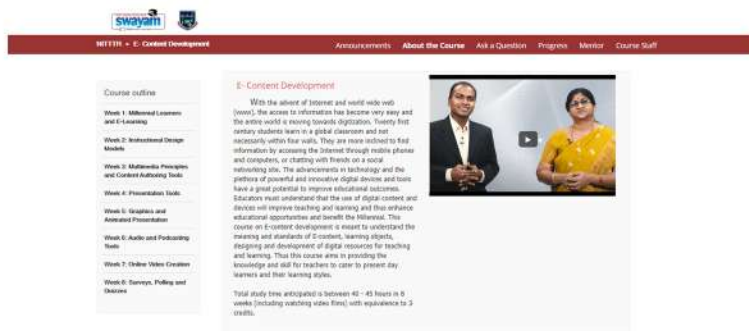 swayam
NITTTR • E- Content Development
Announcements About the Course Ask a Question Progress Mentor Course Staff
Course outline
Week 1: Millennial Learners
and E-Learning
Week 2: Instructional Design
Models
Week 3: Multimedia Principles
and Content Authoring Tools
Week 4: Presentation Tools
Week 5: Graphics and
Animated Presentation
Week 6: Audio and Podcasting
Tools
Week 7: Online Video Creation
Week 8: Surveys, Polling and
Quizzes
E- Content Development
With the advent of Internet and world wide web
(www), the access to information has become very easy and
the entire world is moving towards digitization. Twenty first
century students learn in a global classroom and not
necessarily within four walls. They are more inclined to find
information by accessing the Internet through mobile phones
and computers, or chatting with friends on a social
networking site. The advancements in technology and the
plethora of powerful and innovative digital devices and tools
have a great potential to improve educational outcomes.
Educators must understand that the use of digital content and
devices will improve teaching and learning and thus enhance
educational opportunities and benefit the Millennial. This
course on E-content development is meant to understand the
meaning and standards of E-content, learning objects,
designing and development of digital resources for teaching
and learning. Thus this course aims in providing the
knowledge and skill for teachers to cater to present day
learners and their learning styles.
Total study time anticipated is between 40 - 45 hours in 8
weeks (including watching video films) with equivalence to 3
credits.